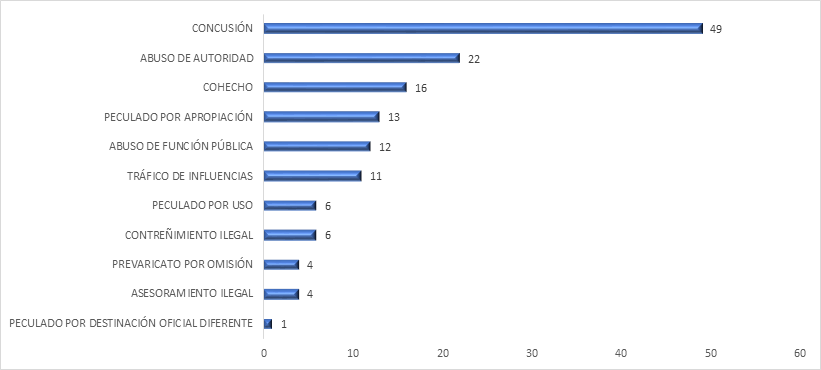 CONCUSIÓN 49
ABUSO DE AUTORIDAD 22
COHECHO 16
PECULADO POR APROPIACIÓN 13
ABUSO DE FUNCIÓN PÚBLICA 12
TRÁFICO DE INFLUENCIAS 11
PECULADO POR USO 6
CONTREÑIMIENTO ILEGAL 6
PREVARICATO POR OMISIÓN 4
ASESORAMIENTO ILEGAL 4
PECULADO POR DESTINACIÓN OFICIAL DIFERENTE 1
0 10 20 30 40 50 60